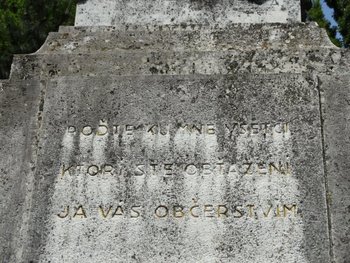 POĎTE KU MNE VŠETCI
KTORÍ STE OBŤAŽENÍ
JA VÁS OBČERSTVÍM